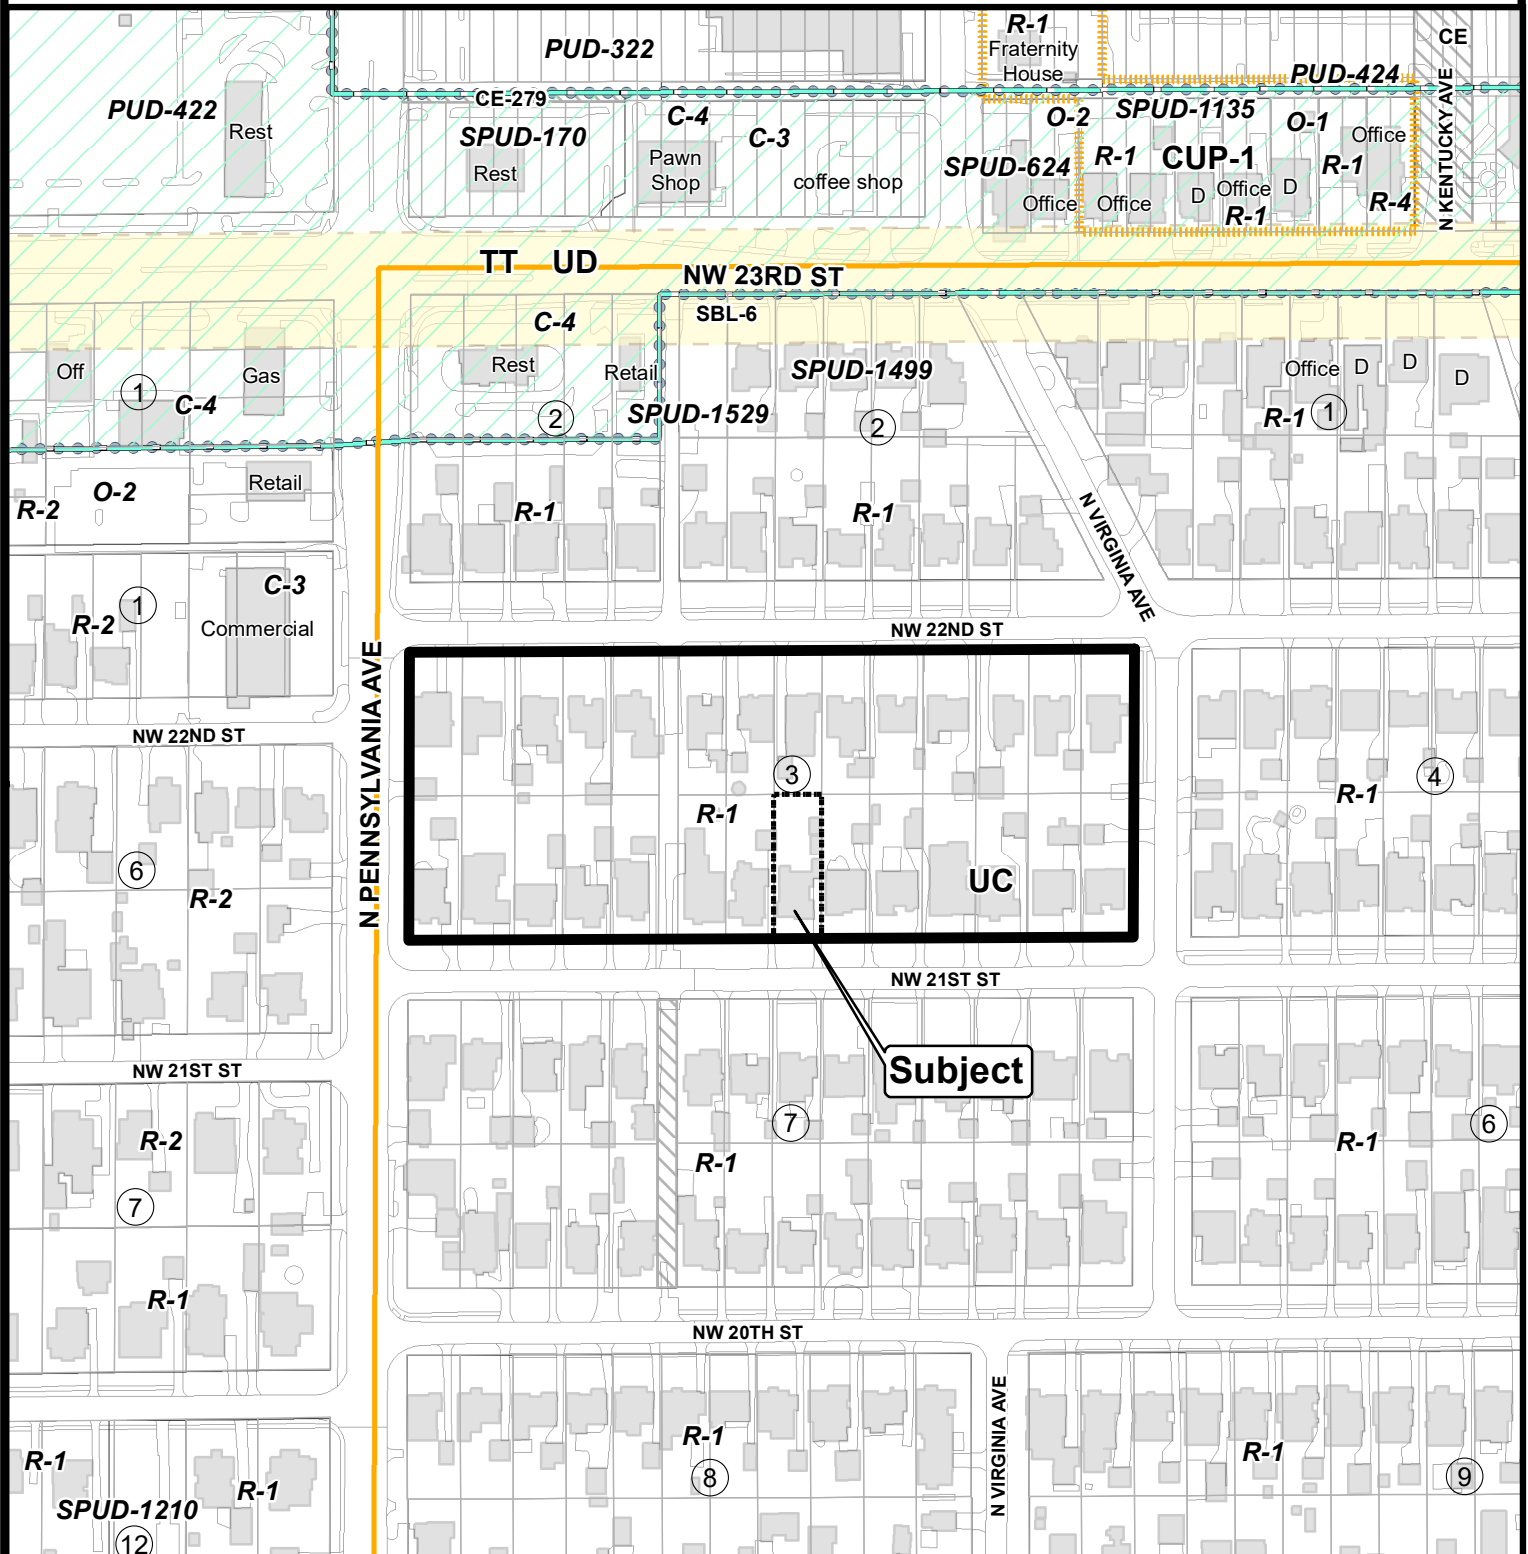 R-1
Fraternity
House
CE
PUD-322
PUD-424
PUD-422
Rest
CE-279
SPUD-170
Rest
C-4
C-3
Pawn
Shop
coffee shop
O-2
SPUD-1135
O-1
Office
SPUD-624
R-1
CUP-1
R-1
Office
Office
D
Office
D
R-1
R-4
N KENTUCKY AVE
TT
UD
NW 23RD ST
SBL-6
C-4
Off
1
Gas
C-4
Rest
Retail
2
SPUD-1529
SPUD-1499
2
Office
D
D
D
R-1
1
R-2
O-2
Retail
R-1
R-1
N VIRGINIA AVE
C-3
1
R-2
Commercial
NW 22ND ST
NW 22ND ST
N PENNSYLVANIA AVE
3
R-1
UC
R-1
4
6
R-2
NW 21ST ST
Subject
NW 21ST ST
R-2
7
7
R-1
R-1
6
R-1
NW 20TH ST
R-1
8
N VIRGINIA AVE
R-1
9
R-1
R-1
SPUD-1210
12